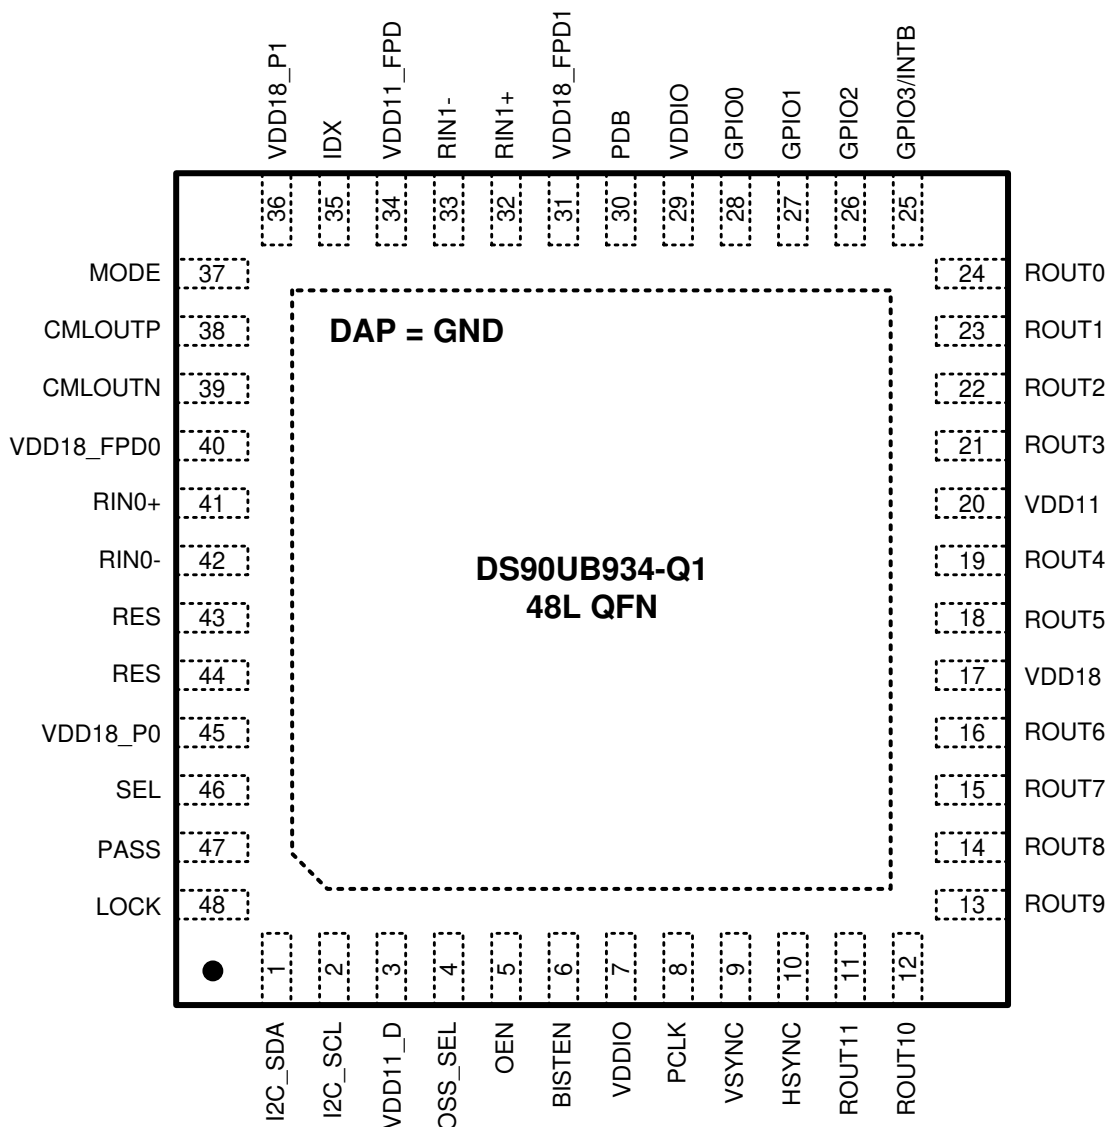 VDD18_P1
IDX
VDD11_FPD
RIN1-
RIN1+
VDD18_FPD1
PDB
VDDIO
GPIO0
GPIO1
GPIO2
GPIO3/INTB
36
35
34
33
32
31
30
29
28
27
26
25
MODE 37
CMLOUTP 38
CMLOUTN 39
VDD18_FPD0 40
RIN0+ 41
RIN0- 42
RES 43
RES 44
VDD18_P0 45
SEL 46
PASS 47
LOCK 48
DAP = GND
DS90UB934-Q1
48L QFN
24 ROUT0
23 ROUT1
22 ROUT2
21 ROUT3
20 VDD11
19 ROUT4
18 ROUT5
17 VDD18
16 ROUT6
15 ROUT7
14 ROUT8
13 ROUT9
1
2
3
4
5
6
7
8
9
10
11
12
I2C_SDA
I2C_SCL
VDD11_D
OSS_SEL
OEN
BISTEN
VDDIO
PCLK
VSYNC
HSYNC
ROUT11
ROUT10